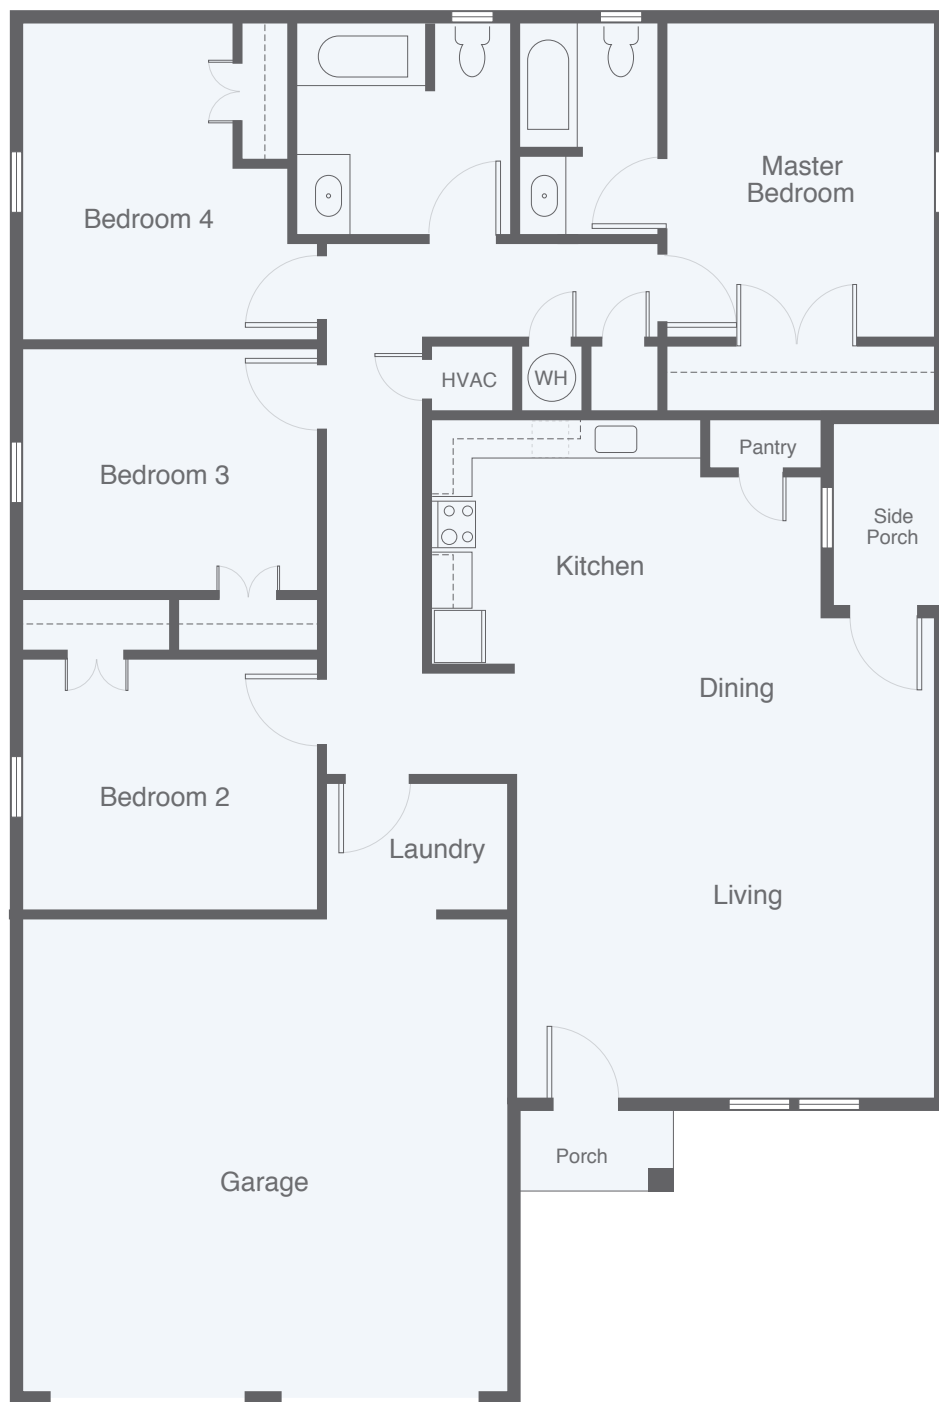 Master
Bedroom
Bedroom 4
HVAC
WH
Pantry
Bedroom 3
Side
Porch
Kitchen
Dining
Bedroom 2
Laundry
Living
Porch
Garage